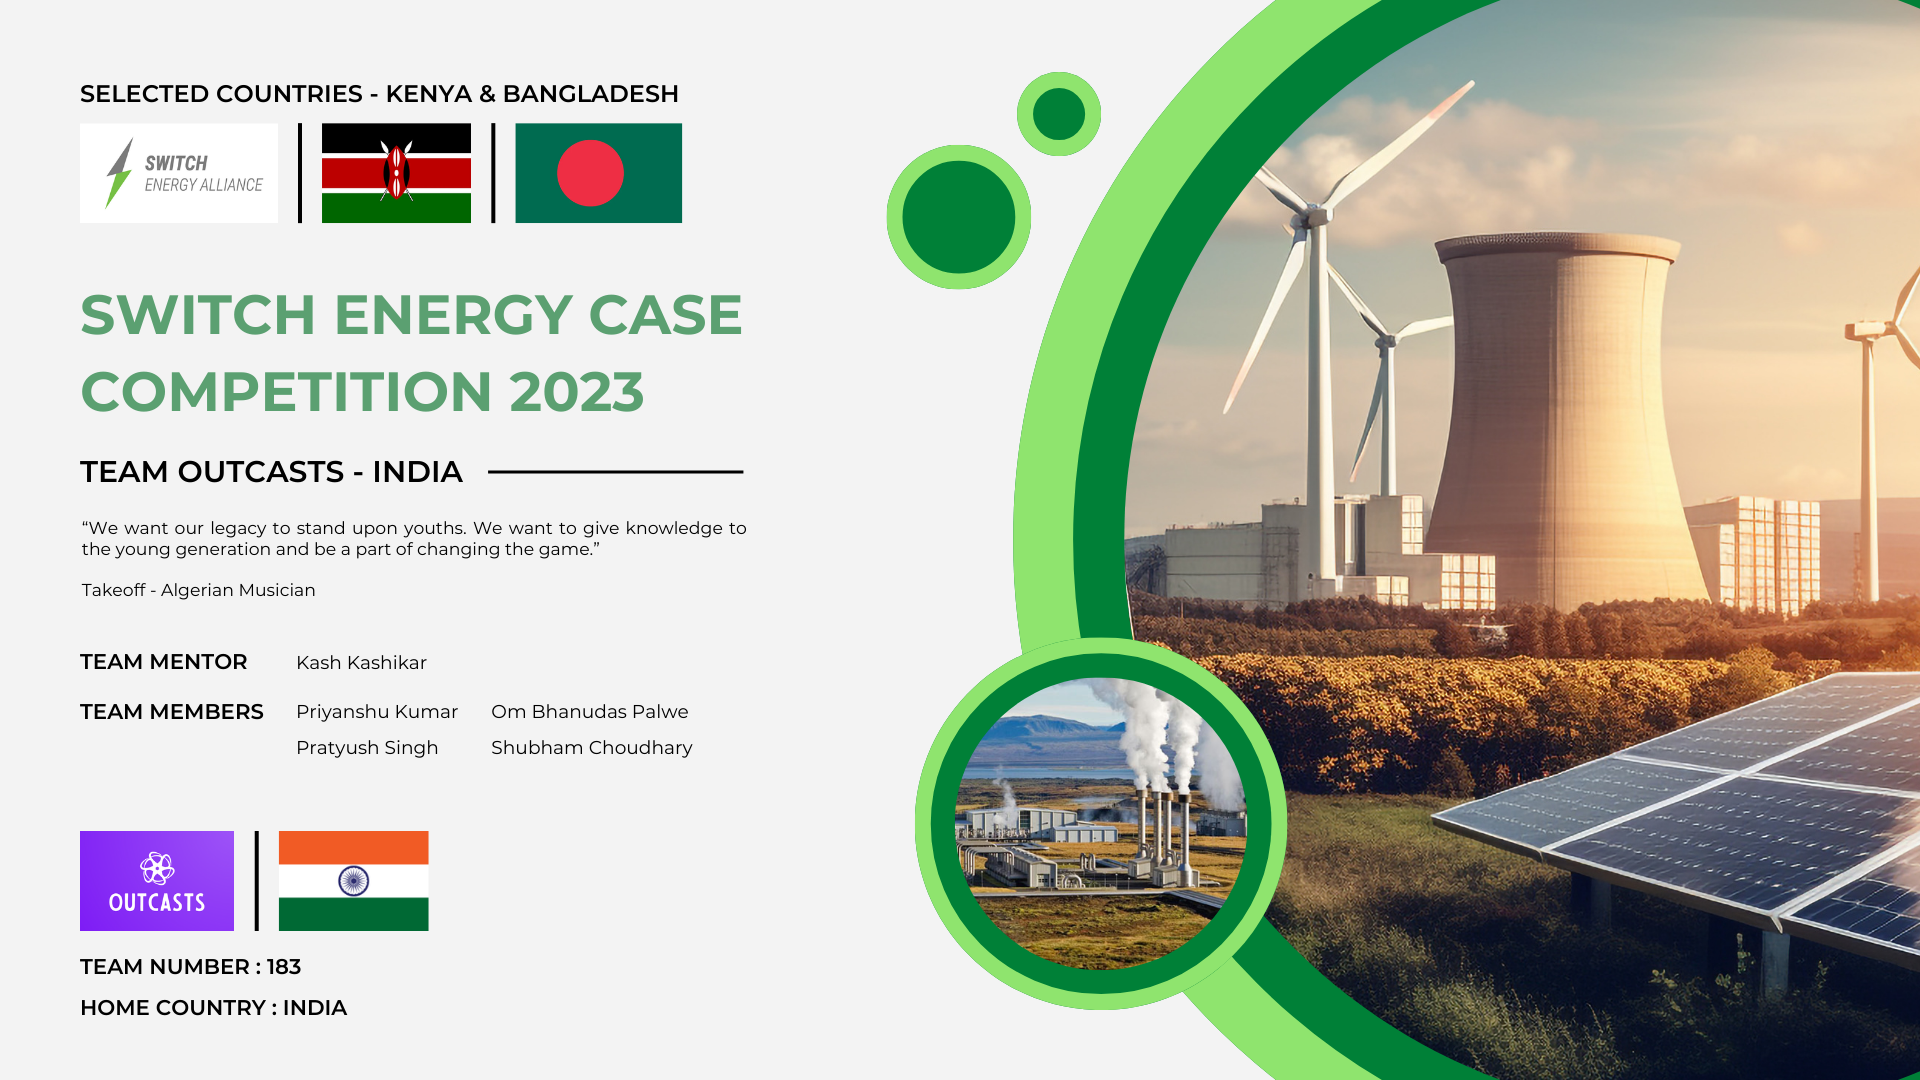 SELECTED COUNTRIES - KENYA & BANGLADESH
SWITCH
ENERGY ALLIANCE
SWITCH ENERGY CASE
COMPETITION 2023
TEAM OUTCASTS - INDIA
“We want our legacy to stand upon youths. We want to give knowledge to
the young generation and be a part of changing the game.”
Takeoff - Algerian Musician
TEAM MENTOR Kash Kashikar
TEAM MEMBERS Priyanshu Kumar Om Bhanudas Palwe
Pratyush Singh Shubham Choudhary
OUTCASTS
TEAM NUMBER : 183
HOME COUNTRY : INDIA